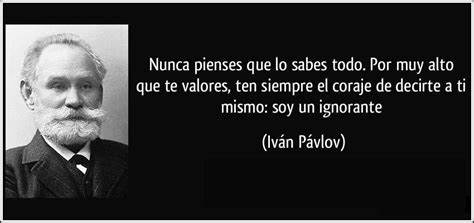 Nunca pienses que lo sabes todo. Por muy alto
que te valores, ten siempre el coraje de decirte a ti
mismo: soy un ignorante
(Iván Pávlov)